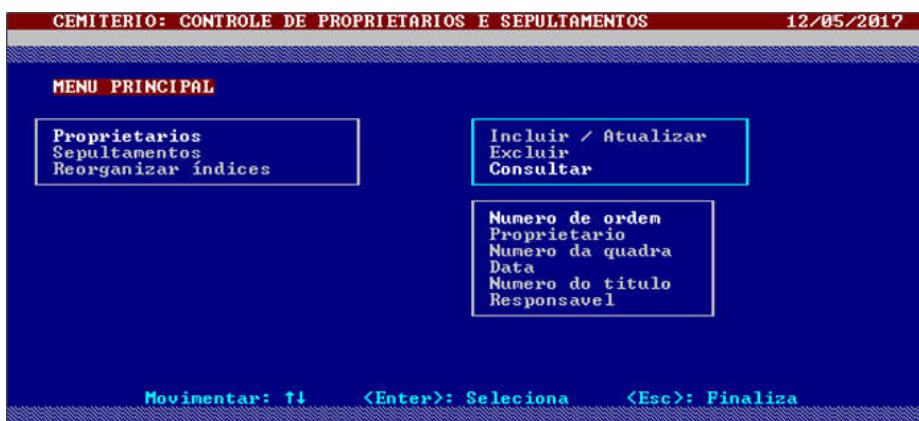 CEMITERIO: CONTROLE DE PROPRIETARIOS E SEPULTAMENTOS 12/05/2017
MENU PRINCIPAL
Proprietarios
Sepultamentos
Reorganizar índices
Incluir / Atualizar
Excluir
Consultar
Numero de ordem
Proprietario
Numero da quadra
Data
Numero do titulo
Responsavel
Movimentar: ↑↓ <Enter>: Seleciona <Esc>: Finaliza